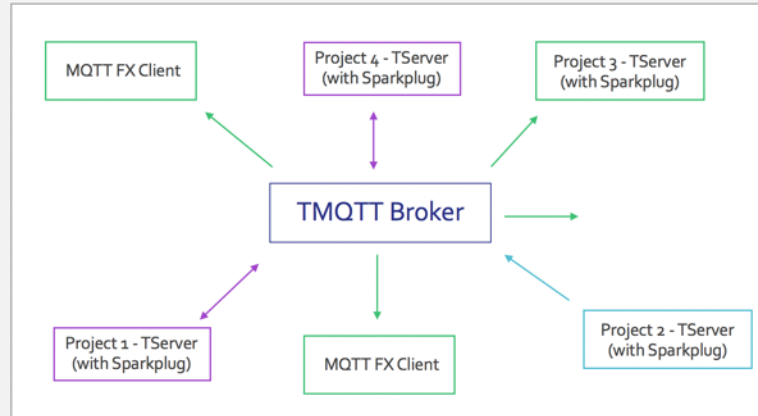 MQTT FX Client
Project 4 - TServer
(with Sparkplug)
Project 3 - TServer
(with Sparkplug)
TMQTT Broker
Project 1 - TServer
(with Sparkplug)
MQTT FX Client
Project 2 - TServer
(with Sparkplug)